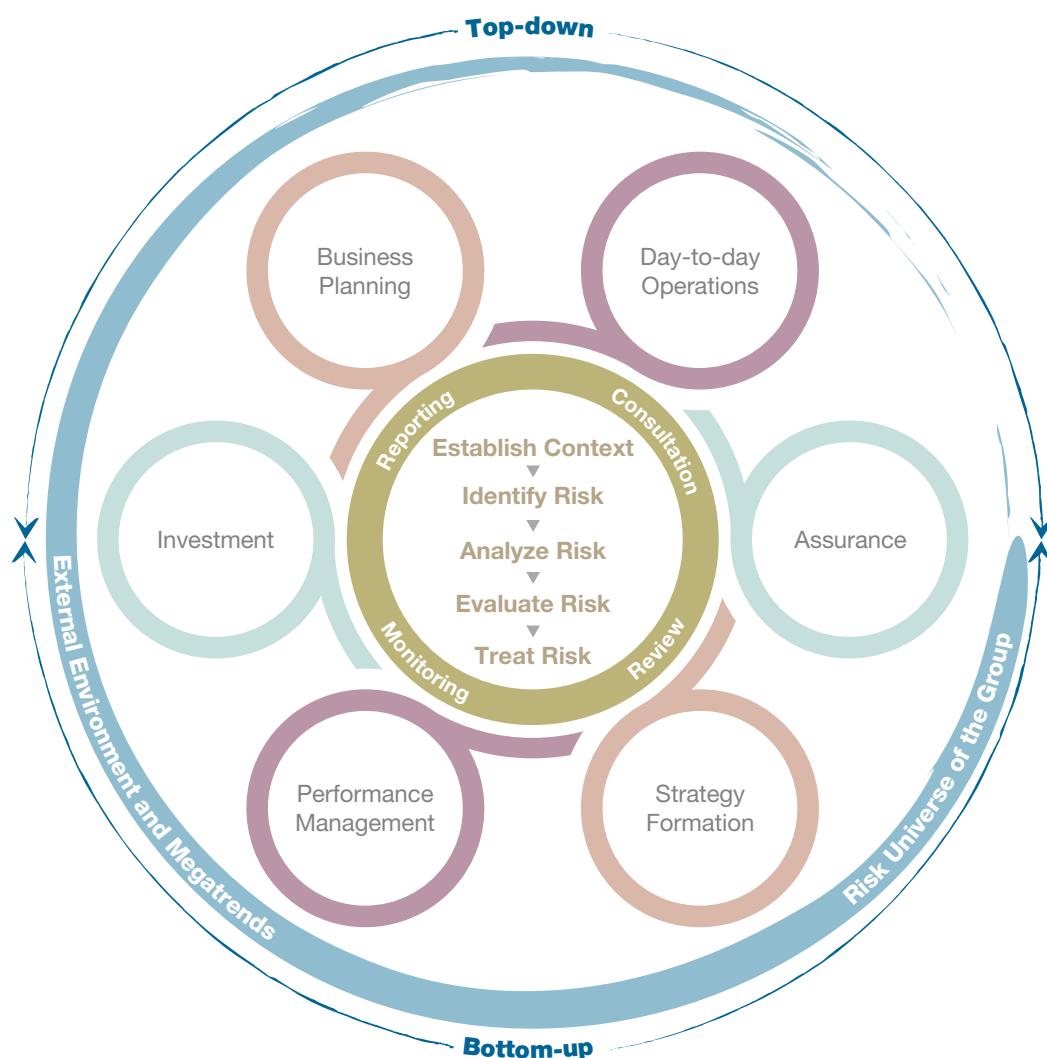 Top-down
Business
Planning
Day-to-day
Operations
Reporting
Consultation
Establish Context
Identify Risk
Investment
Analyze Risk
Assurance
Evaluate Risk
Treat Risk
Monitoring
Review
External Environment and Megatrends
Risk Universe of the Group
Performance
Management
Strategy
Formation
Bottom-up